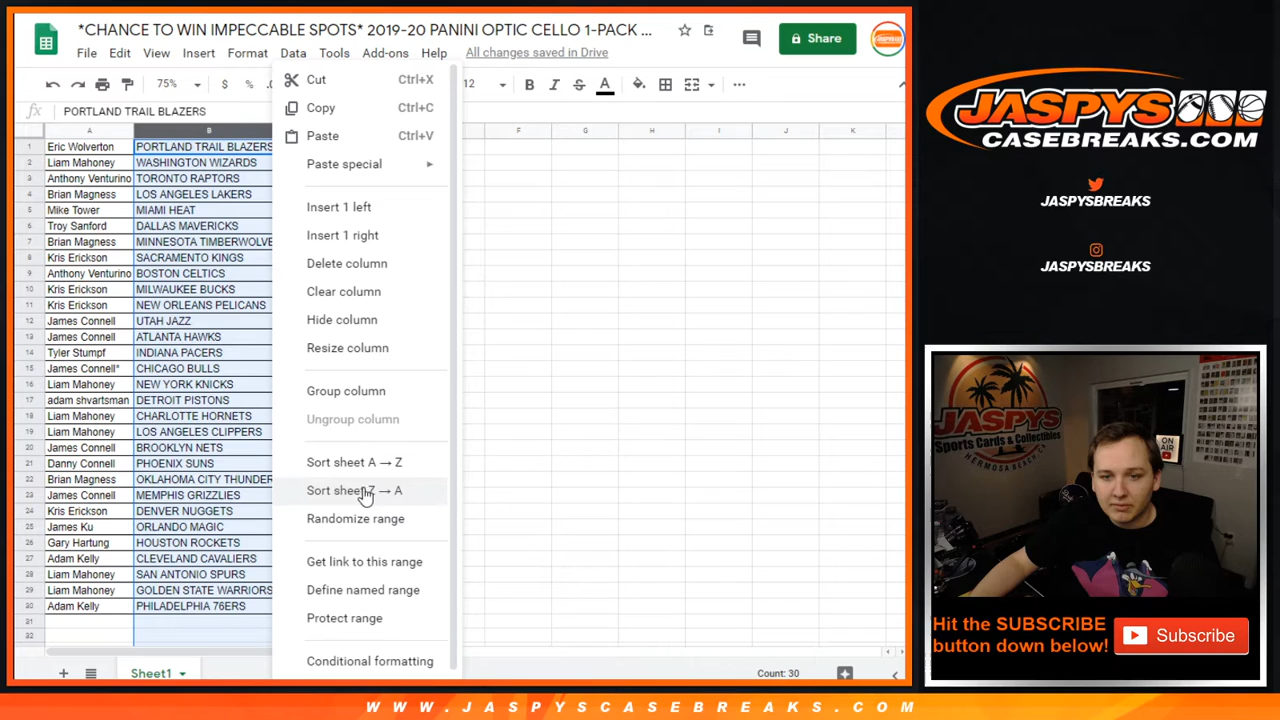 *CHANCE TO WIN IMPECCABLE SPOTS* 2019-20 PANINI OPTIC CELLO 1-PACK ...
File Edit View Insert Format Data Tools Add-ons Help All changes saved in Drive
Share
75% $ % .0 12 B I S A
fx PORTLAND TRAIL BLAZERS
A B F G H I J K
1 Eric Wolverton PORTLAND TRAIL BLAZERS
2 Liam Mahoney WASHINGTON WIZARDS
3 Anthony Venturino TORONTO RAPTORS
4 Brian Magness LOS ANGELES LAKERS
5 Mike Tower MIAMI HEAT
6 Troy Sanford DALLAS MAVERICKS
7 Brian Magness MINNESOTA TIMBERWOLVE
8 Kris Erickson SACRAMENTO KINGS
9 Anthony Venturino BOSTON CELTICS
10 Kris Erickson MILWAUKEE BUCKS
11 Kris Erickson NEW ORLEANS PELICANS
12 James Connell UTAH JAZZ
13 James Connell ATLANTA HAWKS
14 Tyler Stumpf INDIANA PACERS
15 James Connell* CHICAGO BULLS
16 Liam Mahoney NEW YORK KNICKS
17 adam shvartsman DETROIT PISTONS
18 Liam Mahoney CHARLOTTE HORNETS
19 Liam Mahoney LOS ANGELES CLIPPERS
20 James Connell BROOKLYN NETS
21 Danny Connell PHOENIX SUNS
22 Brian Magness OKLAHOMA CITY THUNDER
23 James Connell MEMPHIS GRIZZLIES
24 Kris Erickson DENVER NUGGETS
25 James Ku ORLANDO MAGIC
26 Gary Hartung HOUSTON ROCKETS
27 Adam Kelly CLEVELAND CAVALIERS
28 Liam Mahoney SAN ANTONIO SPURS
29 Liam Mahoney GOLDEN STATE WARRIORS
30 Adam Kelly PHILADELPHIA 76ERS
31
32
Cut Ctrl+X
Copy Ctrl+C
Paste Ctrl+V
Paste special
Insert 1 left
Insert 1 right
Delete column
Clear column
Hide column
Resize column
Group column
Ungroup column
Sort sheet A → Z
Sort sheet Z → A
Randomize range
Get link to this range
Define named range
Protect range
Conditional formatting
Sheet1
Count: 30
JASPYS
CASEBREAKS.COM
JASPYSBREAKS
JASPYSBREAKS
JASPYS
Sports Cards & Collectibles
HERMOSA BEACH
ON
AIR
Hit the SUBSCRIBE
button down below!
Subscribe
WWW.JASPYSCASEBREAKS.COM